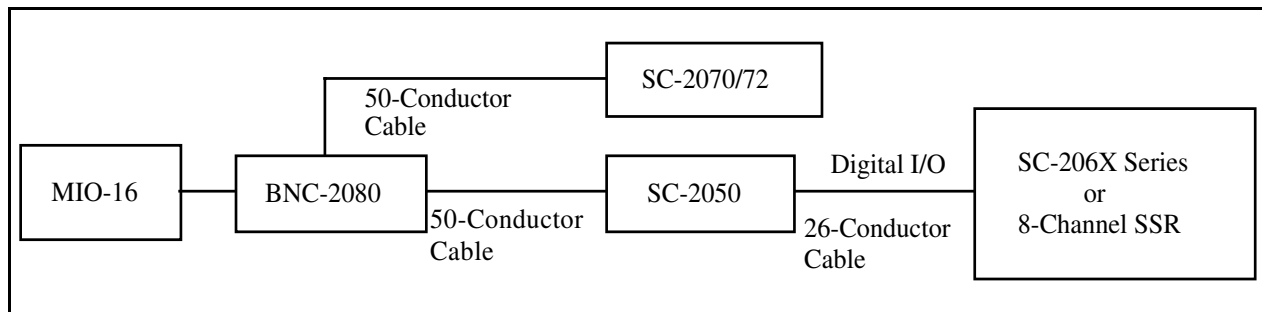 SC-2070/72
50-Conductor
Cable
MIO-16
BNC-2080
50-Conductor
Cable
SC-2050
Digital I/O
26-Conductor
Cable
SC-206X Series
or
8-Channel SSR